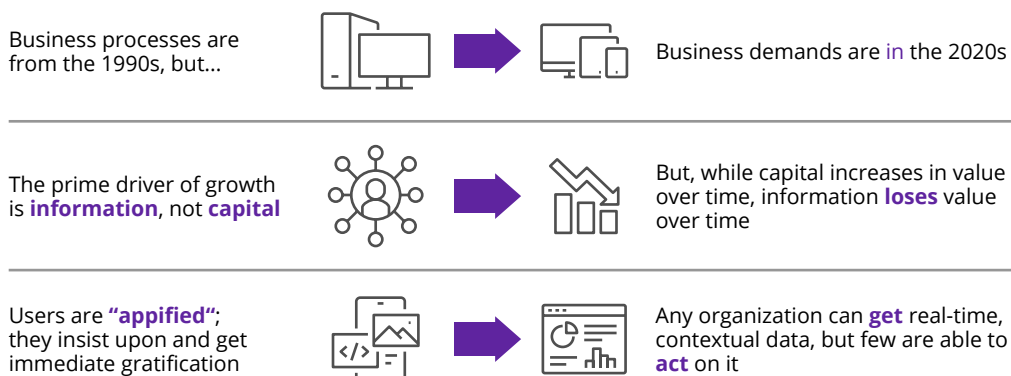 Business processes are
from the 1990s, but...
Business demands are in the 2020s
The prime driver of growth
is information, not capital
But, while capital increases in value
over time, information loses value
over time
Users are “appified“;
they insist upon and get
immediate gratification
</>
Any organization can get real-time,
contextual data, but few are able to
act on it